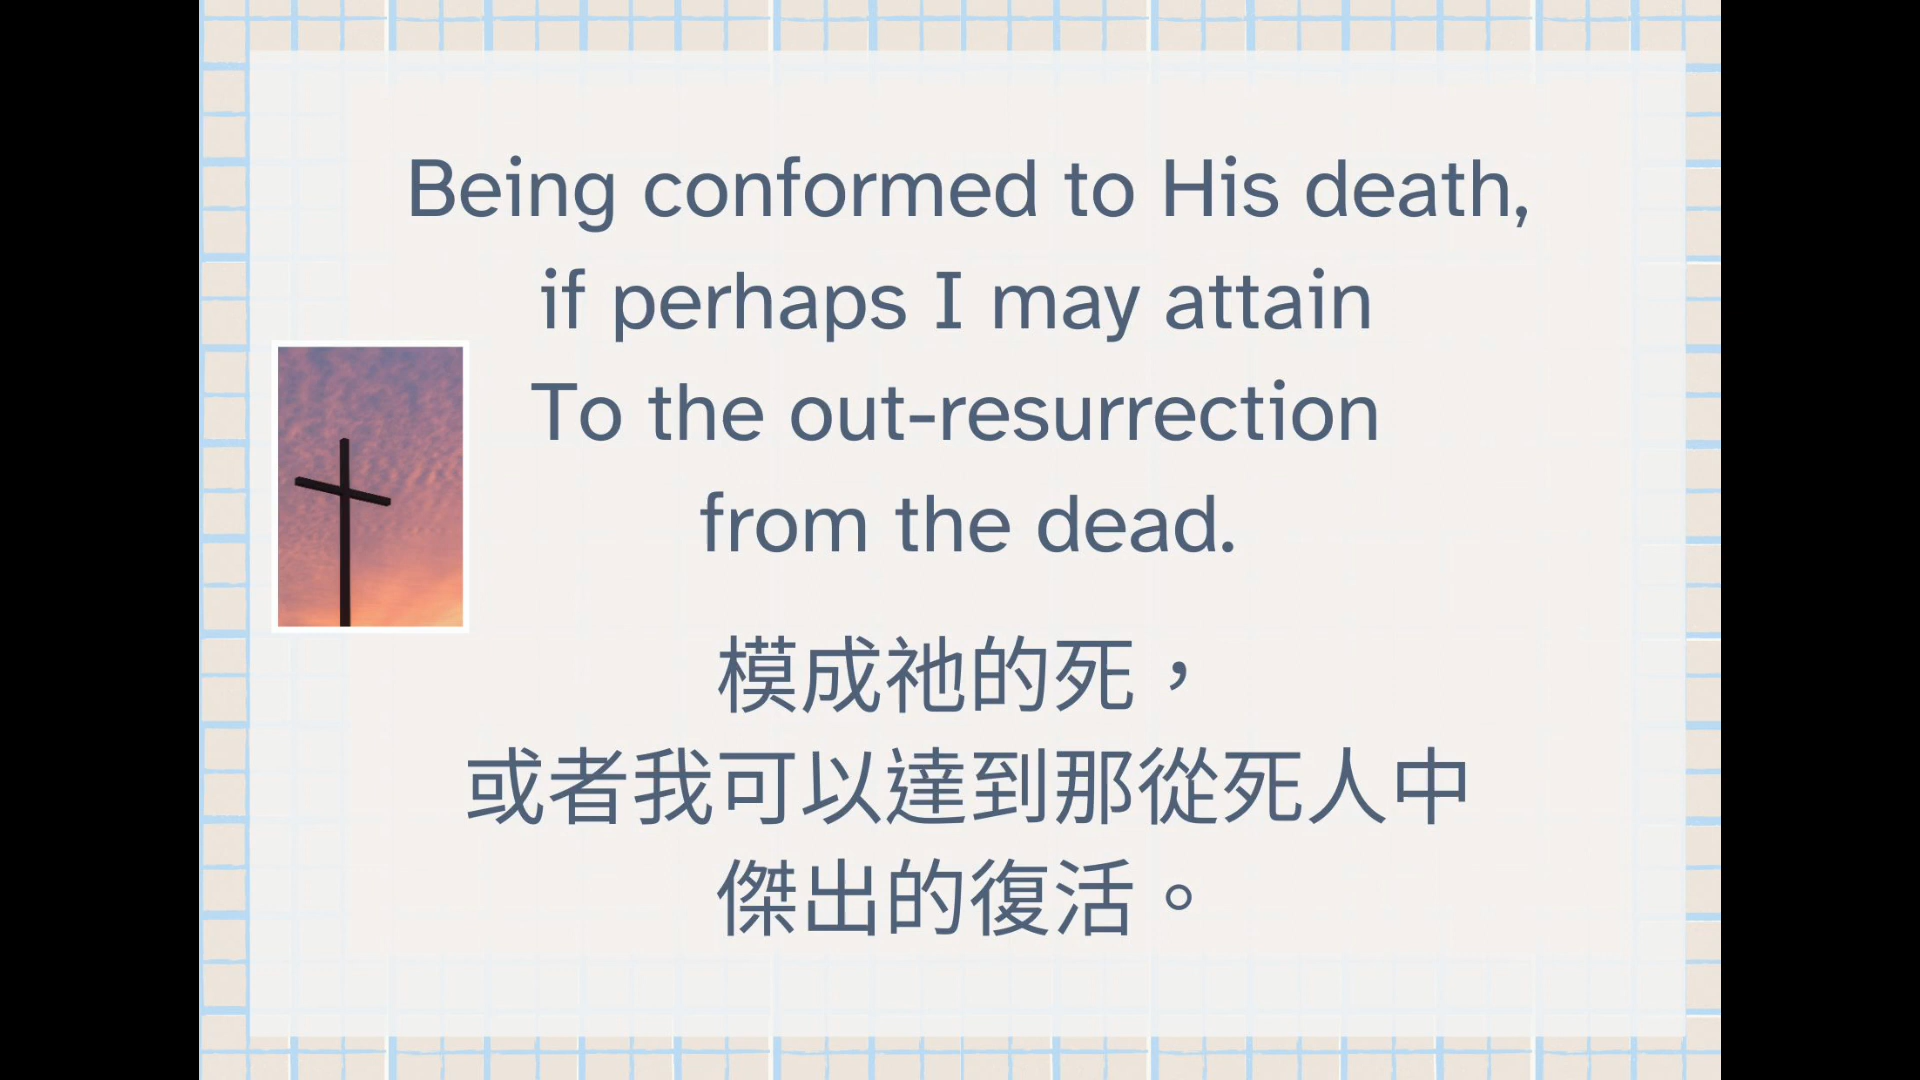 Being conformed to His death,
if perhaps I may attain
To the out-resurrection
from the dead.
模成祂的死，
或者我可以達到那從死人中
傑出的復活。